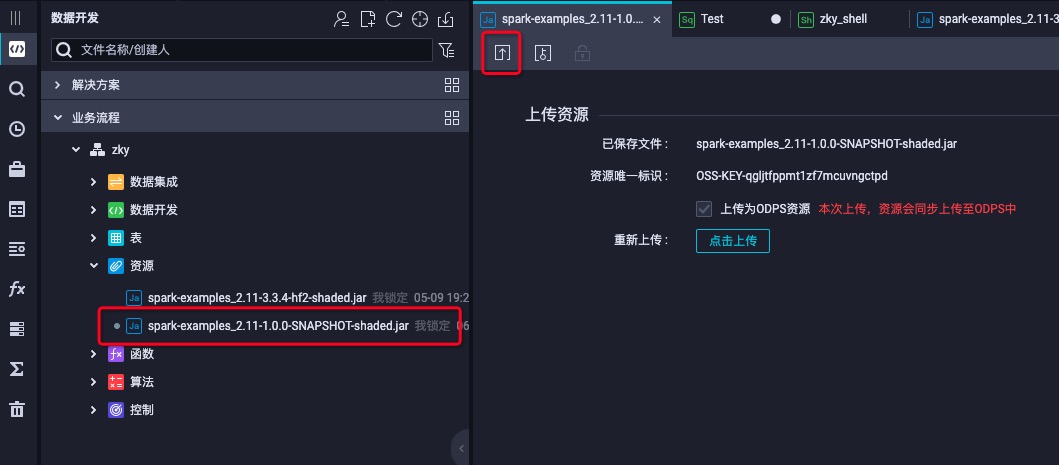 数据开发
文件名称/创建人
解决方案
业务流程
zky
数据集成
数据开发
表
资源
Ja spark-examples_2.11-3.3.4-hf2-shaded.jar 我锁定 05-09 19:2
Ja spark-examples_2.11-1.0.0-SNAPSHOT-shaded.jar 我锁定 06
fx 函数
算法
控制
Ja spark-examples_2.11-1.0.... ×
Sq Test
Sh zky_shell
Ja spark-examples_2.11-3
上传资源
已保存文件：
spark-examples_2.11-1.0.0-SNAPSHOT-shaded.jar
资源唯一标识：
OSS-KEY-qgljtfppmt1zf7mcuvngctpd
上传为ODPS资源 本次上传，资源会同步上传至ODPS中
重新上传：
点击上传